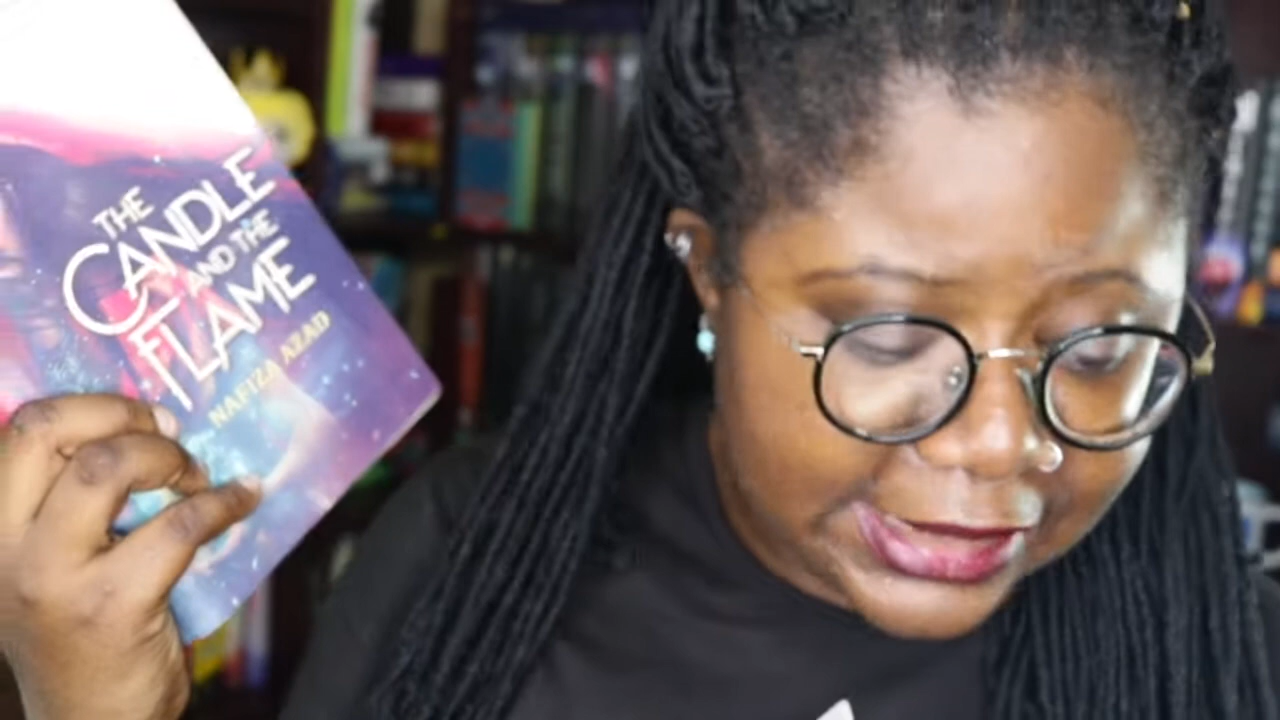 THE
CANDLE
AND THE
FLAME
NAFIZA AZAD